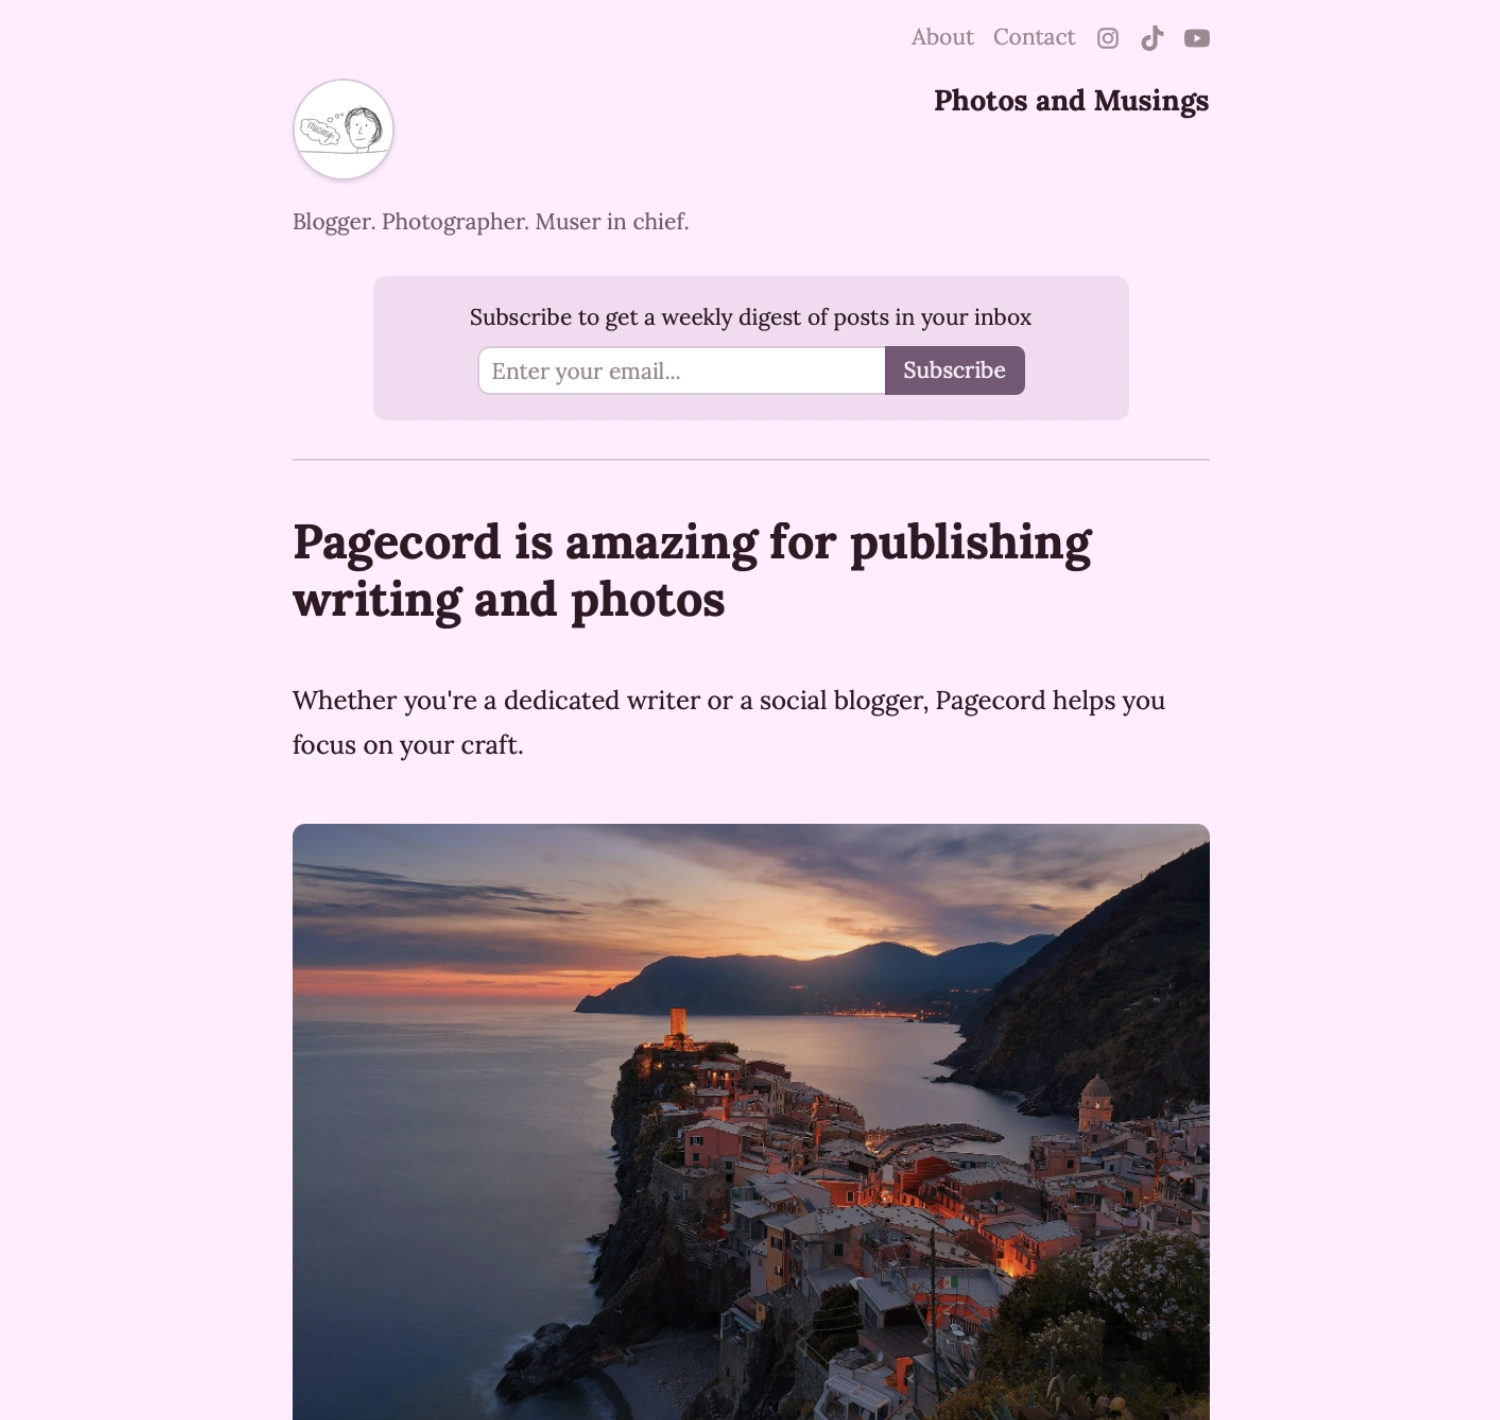 About Contact
Photos and Musings
Blogger. Photographer. Muser in chief.
Subscribe to get a weekly digest of posts in your inbox
Enter your email...
Subscribe
Pagecord is amazing for publishing
writing and photos
Whether you're a dedicated writer or a social blogger, Pagecord helps you
focus on your craft.